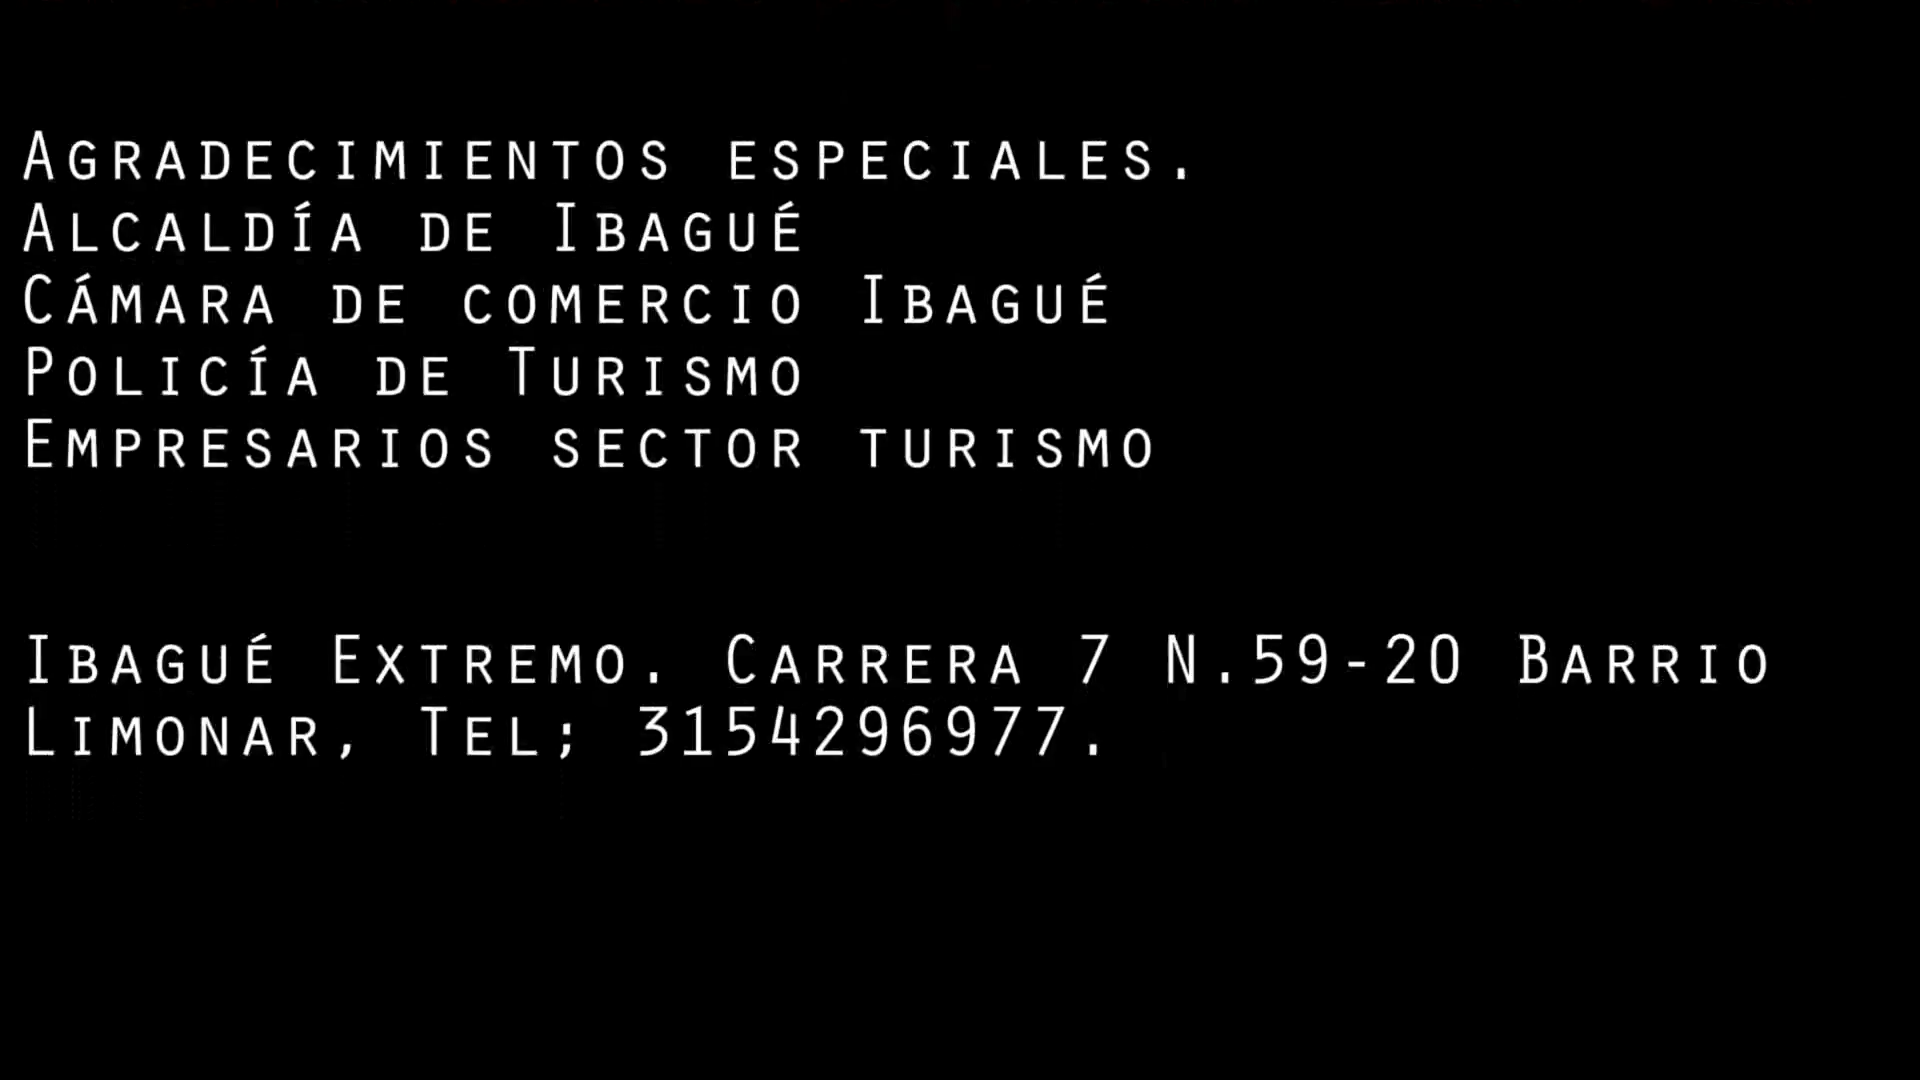 Agradecimientos especiales.
Alcaldía de Ibagué
Cámara de comercio Ibagué
Policía de Turismo
Empresarios sector turismo
Ibagué Extremo. Carrera 7 N.59-20 Barrio
Limonar, Tel; 3154296977.